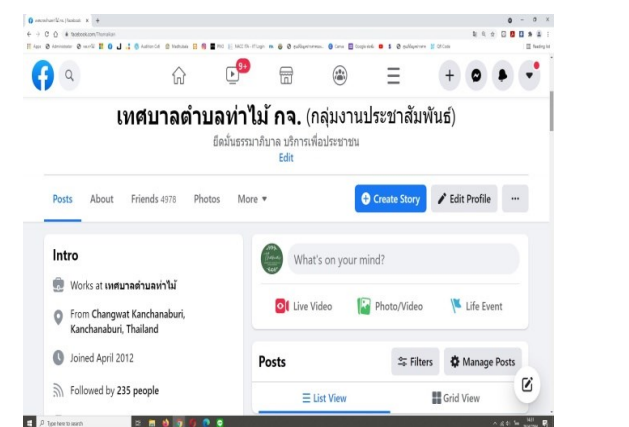 facebook.com/Thamaikan
9+
เทศบาลตำบลท่าไม้ กจ. (กลุ่มงานประชาสัมพันธ์)
ยึดมั่นธรรมาภิบาล บริการเพื่อประชาชน
Edit
Posts About Friends 4978 Photos More
Create Story Edit Profile
Intro
Works at เทศบาลตำบลท่าไม้
From Changwat Kanchanaburi,
Kanchanaburi, Thailand
Joined April 2012
Followed by 235 people
What's on your mind?
Live Video Photo/Video Life Event
Posts Filters Manage Posts
List View Grid View
Type here to search